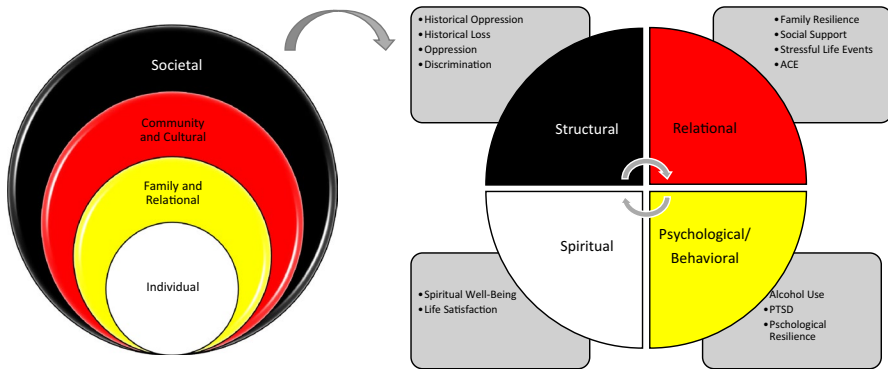 Societal
Community
and Cultural
Family and
Relational
Individual
•Historical Oppression
•Historical Loss
•Oppression
•Discrimination
•Family Resilience
•Social Support
•Stressful Life Events
•ACE
Structural
Relational
Spiritual
Psychological/
Behavioral
•Spiritual Well-Being
•Life Satisfaction
Alcohol Use
•PTSD
•Pschological
Resilience